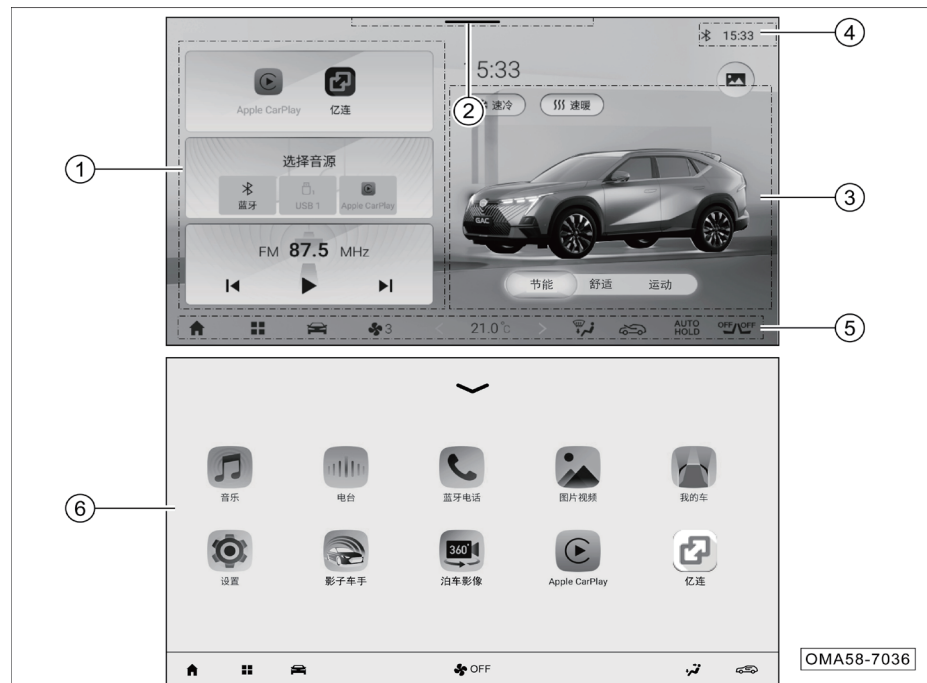 ④
15:33
5:33
②
速冷
速暖
Apple CarPlay
亿连
①
选择音源
蓝牙
USB 1
Apple CarPlay
③
GAC
FM 87.5 MHz
节能
舒适
运动
3
21.0℃
AUTO HOLD
OFF OFF
⑤
⑥
音乐
电台
蓝牙电话
图片视频
我的车
设置
影子车手
360°
泊车影像
Apple CarPlay
亿连
OFF
OMA58-7036